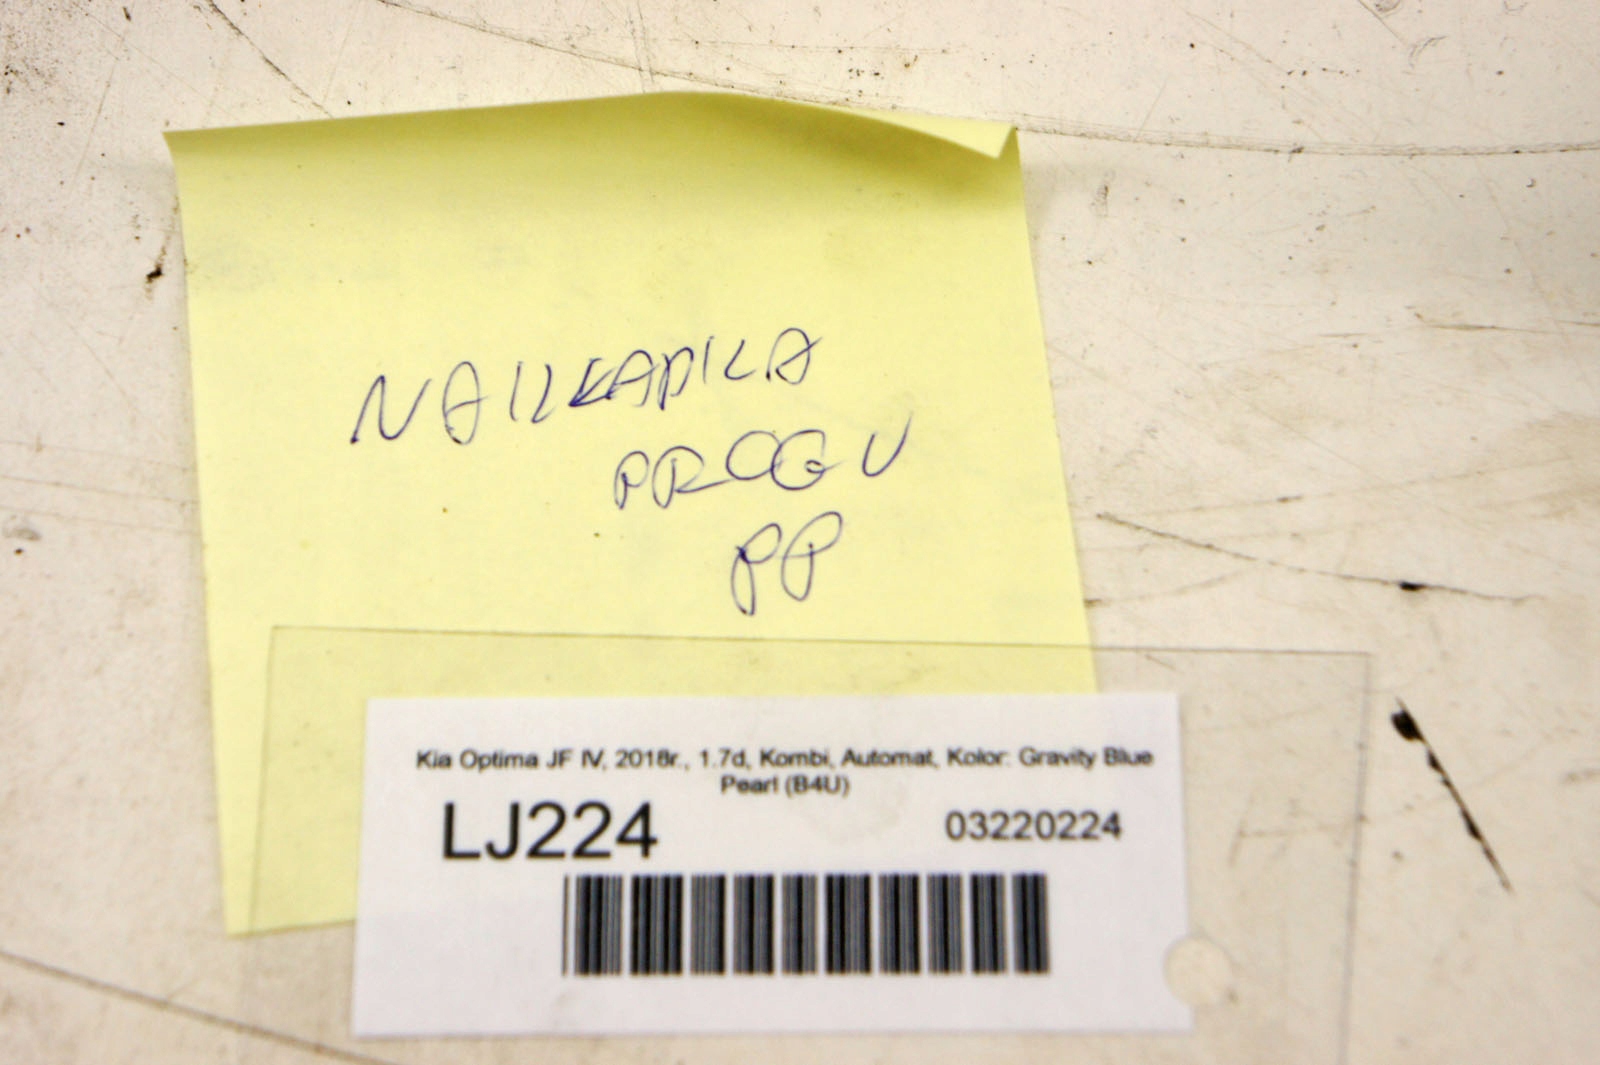 NAKŁADKA
PROGU
PP
Kia Optima JF IV, 2018r., 1.7d, Kombi, Automat, Kolor: Gravity Blue
Pearl (B4U)
LJ224 03220224